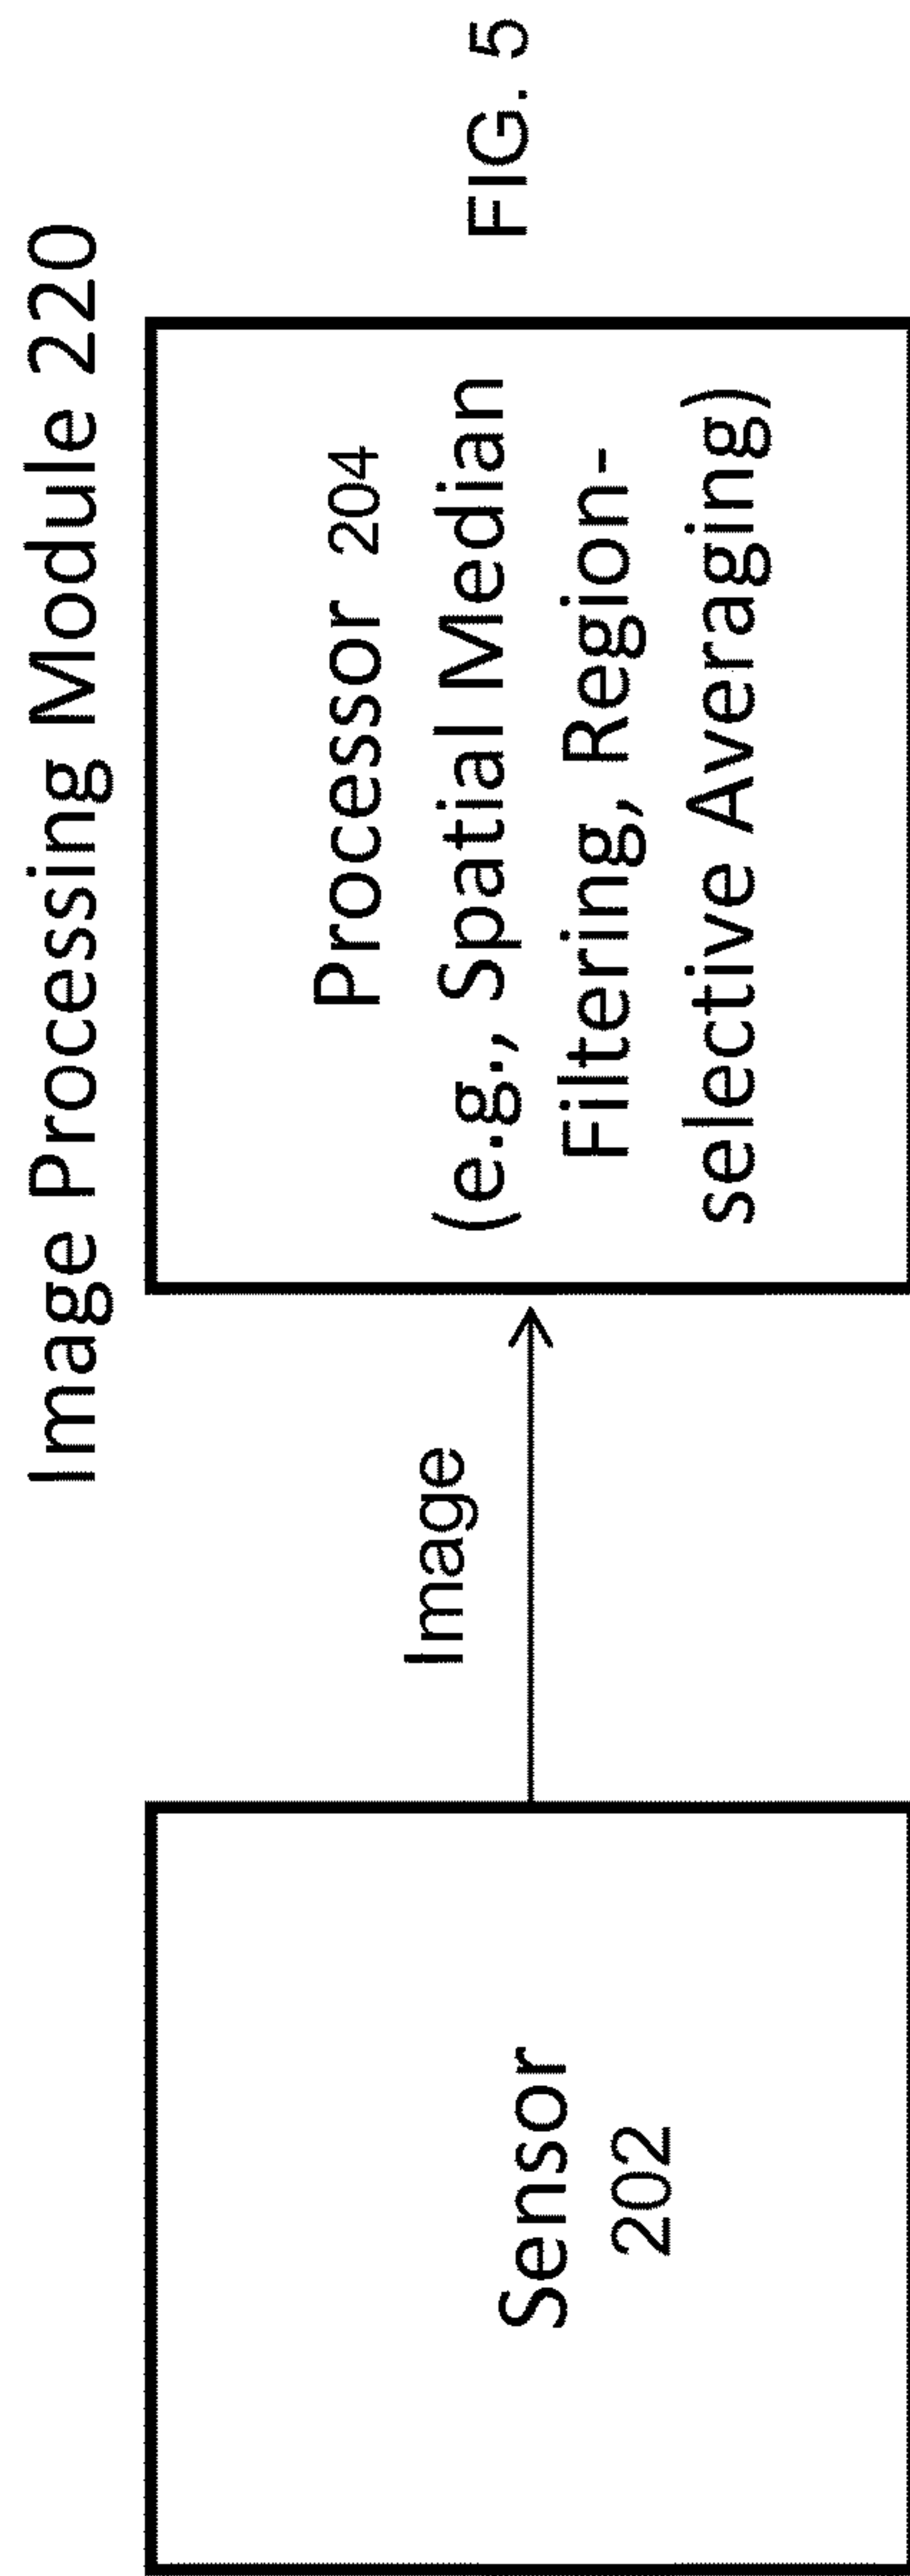 Image Processing Module 220
Sensor
202
Image
Processor 204
(e.g., Spatial Median
Filtering, Region-
selective Averaging)
FIG. 5